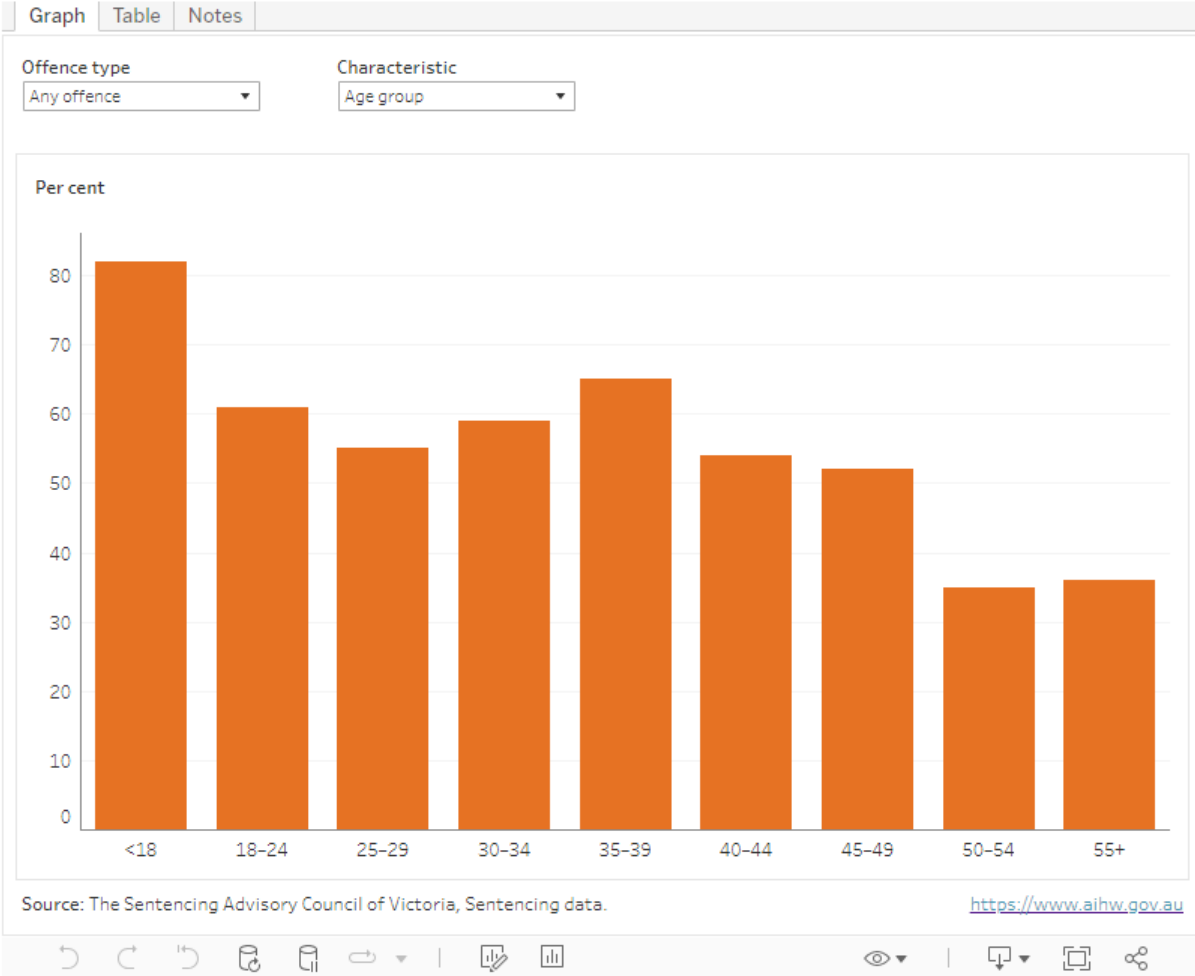 Graph Table Notes
Offence type Characteristic
Any offence Age group
Per cent
80
70
60
50
40
30
20
10
0
<18 18–24 25–29 30–34 35–39 40–44 45–49 50–54 55+
Source: The Sentencing Advisory Council of Victoria, Sentencing data. https://www.aihw.gov.au